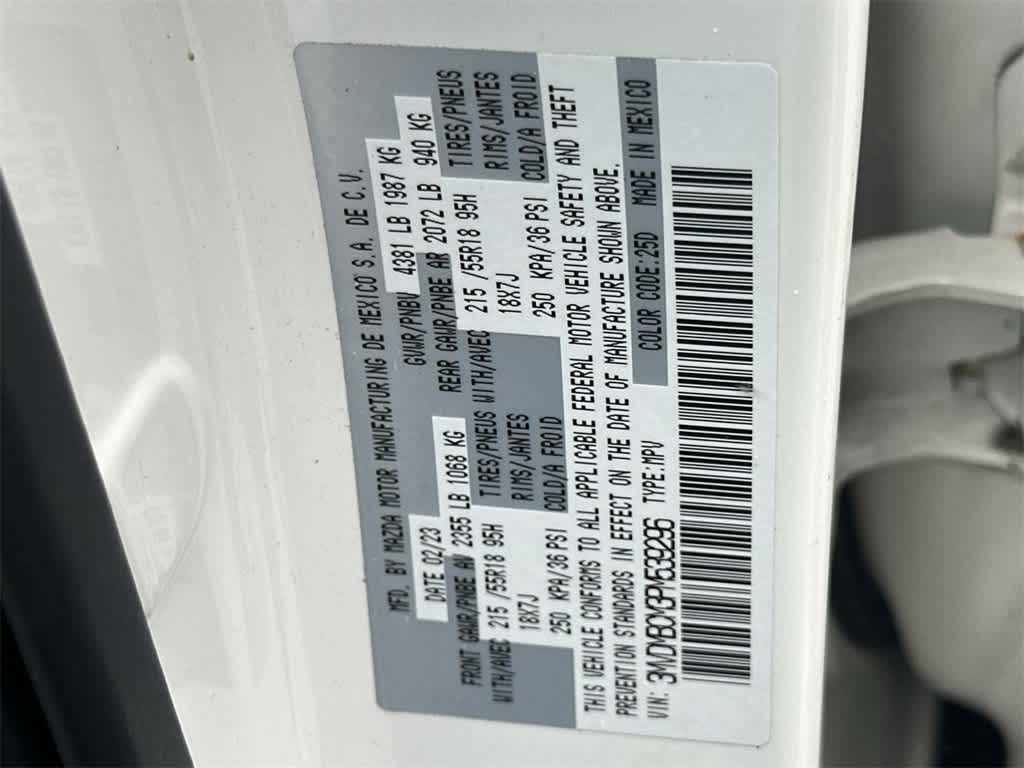 MFD. BY MAZDA MOTOR MANUFACTURING DE MEXICO S.A. DE C.V.
DATE 02/23 GVWR/PNBV 4381 LB 1987 KG
FRONT GAWR/PNBE AV 2355 LB 1068 KG REAR GAWR/PNBE AR 2072 LB 940 KG
WITH/AVEC 215 /55R18 95H TIRES/PNEUS WITH/AVEC 215 /55R18 95H TIRES/PNEUS
18X7J RIMS/JANTES 18X7J RIMS/JANTES
250 KPA/36 PSI COLD/A FROID 250 KPA/36 PSI COLD/A FROID
THIS VEHICLE CONFORMS TO ALL APPLICABLE FEDERAL MOTOR VEHICLE SAFETY AND THEFT
PREVENTION STANDARDS IN EFFECT ON THE DATE OF MANUFACTURE SHOWN ABOVE.
VIN: 3MVDMBCM3PM539296 TYPE:MPV COLOR CODE:25D MADE IN MEXICO